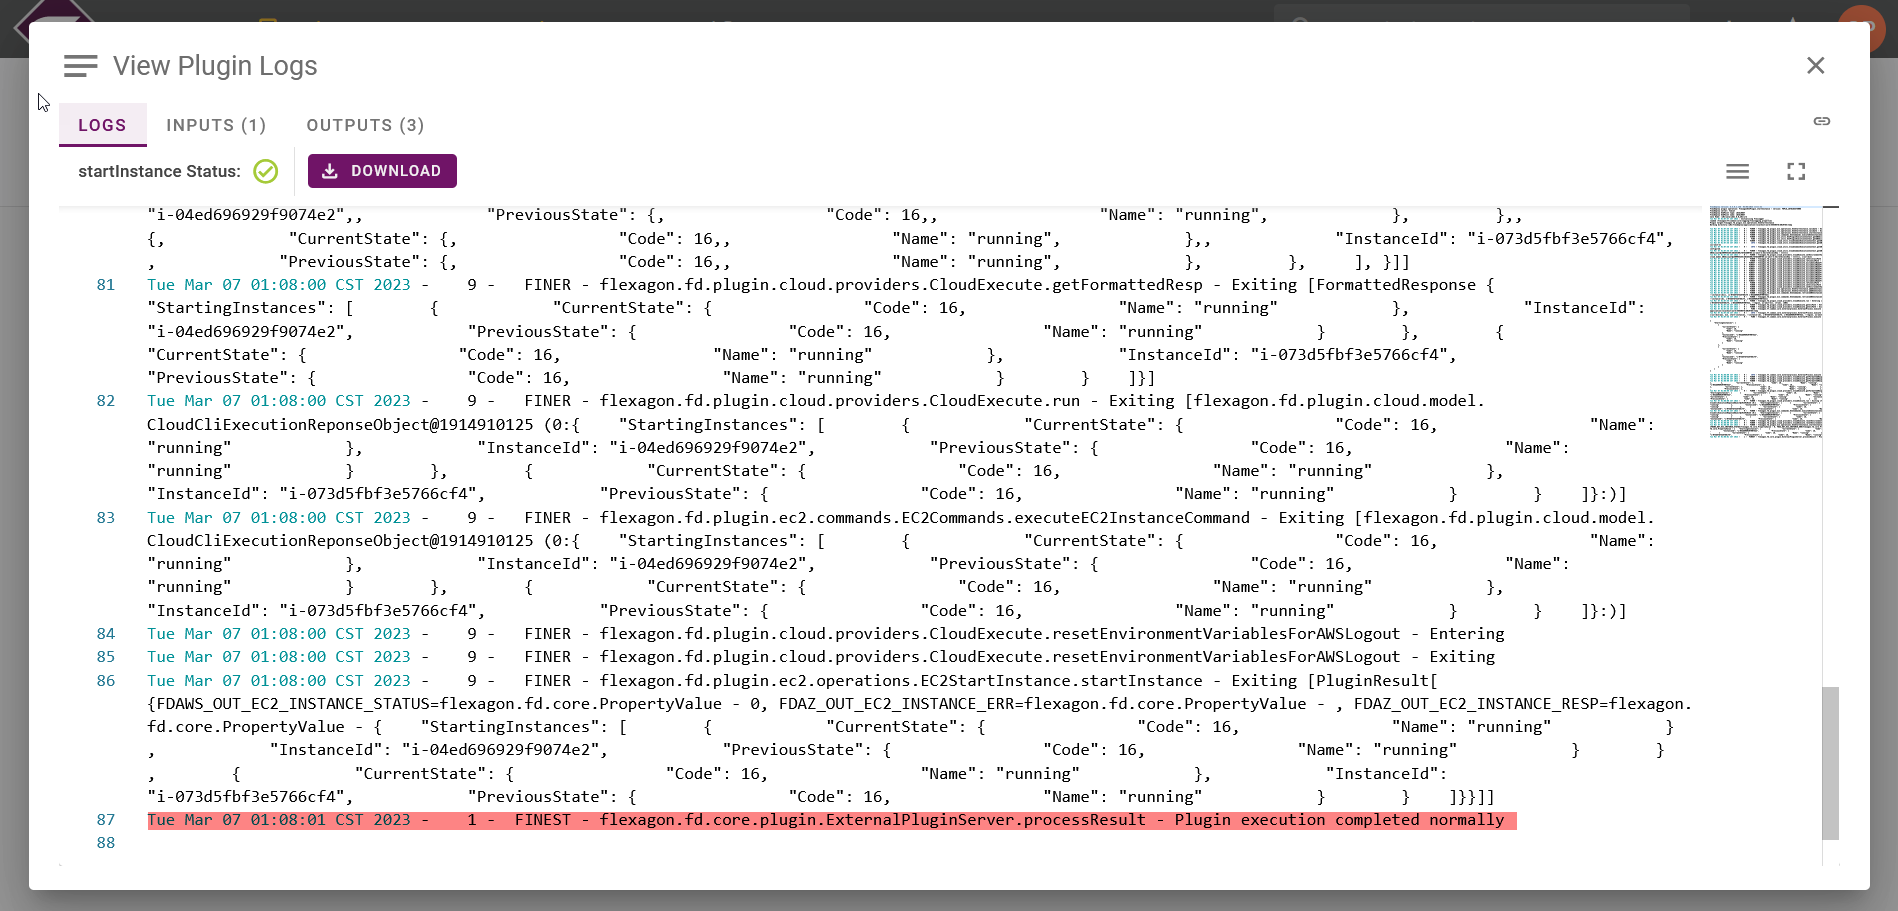 View Plugin Logs
LOGS INPUTS (1) OUTPUTS (3)
startInstance Status: DOWNLOAD
"i-04ed696929f9074e2",, "PreviousState": {, "Code": 16,, "Name": "running", }, },,
{, "CurrentState": {, "Code": 16,, "Name": "running", },, "InstanceId": "i-073d5fbf3e5766cf4",
, "PreviousState": {, "Code": 16,, "Name": "running", }, }, ], }]]
81 Tue Mar 07 01:08:00 CST 2023 - 9 - FINER - flexagon.fd.plugin.cloud.providers.CloudExecute.getFormattedResp - Exiting [FormattedResponse {
"StartingInstances": [ { "CurrentState": { "Code": 16, "Name": "running" }, "InstanceId":
"i-04ed696929f9074e2", "PreviousState": { "Code": 16, "Name": "running" } }, {
"CurrentState": { "Code": 16, "Name": "running" }, "InstanceId": "i-073d5fbf3e5766cf4",
"PreviousState": { "Code": 16, "Name": "running" } } ]}]
82 Tue Mar 07 01:08:00 CST 2023 - 9 - FINER - flexagon.fd.plugin.cloud.providers.CloudExecute.run - Exiting [flexagon.fd.plugin.cloud.model.
CloudCliExecutionReponseObject@1914910125 (0:{ "StartingInstances": [ { "CurrentState": { "Code": 16, "Name":
"running" }, "InstanceId": "i-04ed696929f9074e2", "PreviousState": { "Code": 16, "Name":
"running" } }, { "CurrentState": { "Code": 16, "Name": "running" },
"InstanceId": "i-073d5fbf3e5766cf4", "PreviousState": { "Code": 16, "Name": "running" } } ]}:)]
83 Tue Mar 07 01:08:00 CST 2023 - 9 - FINER - flexagon.fd.plugin.ec2.commands.EC2Commands.executeEC2InstanceCommand - Exiting [flexagon.fd.plugin.cloud.model.
CloudCliExecutionReponseObject@1914910125 (0:{ "StartingInstances": [ { "CurrentState": { "Code": 16, "Name":
"running" }, "InstanceId": "i-04ed696929f9074e2", "PreviousState": { "Code": 16, "Name":
"running" } }, { "CurrentState": { "Code": 16, "Name": "running" },
"InstanceId": "i-073d5fbf3e5766cf4", "PreviousState": { "Code": 16, "Name": "running" } } ]}:)]
84 Tue Mar 07 01:08:00 CST 2023 - 9 - FINER - flexagon.fd.plugin.cloud.providers.CloudExecute.resetEnvironmentVariablesForAWSLogout - Entering
85 Tue Mar 07 01:08:00 CST 2023 - 9 - FINER - flexagon.fd.plugin.cloud.providers.CloudExecute.resetEnvironmentVariablesForAWSLogout - Exiting
86 Tue Mar 07 01:08:00 CST 2023 - 9 - FINER - flexagon.fd.plugin.ec2.operations.EC2StartInstance.startInstance - Exiting [PluginResult[
{FDAWS_OUT_EC2_INSTANCE_STATUS=flexagon.fd.core.PropertyValue - 0, FDAZ_OUT_EC2_INSTANCE_ERR=flexagon.fd.core.PropertyValue - , FDAZ_OUT_EC2_INSTANCE_RESP=flexagon.
fd.core.PropertyValue - { "StartingInstances": [ { "CurrentState": { "Code": 16, "Name": "running" }
, "InstanceId": "i-04ed696929f9074e2", "PreviousState": { "Code": 16, "Name": "running" } }
, { "CurrentState": { "Code": 16, "Name": "running" }, "InstanceId":
"i-073d5fbf3e5766cf4", "PreviousState": { "Code": 16, "Name": "running" } } ]}}]]
87 Tue Mar 07 01:08:01 CST 2023 - 1 - FINEST - flexagon.fd.core.plugin.ExternalPluginServer.processResult - Plugin execution completed normally
88